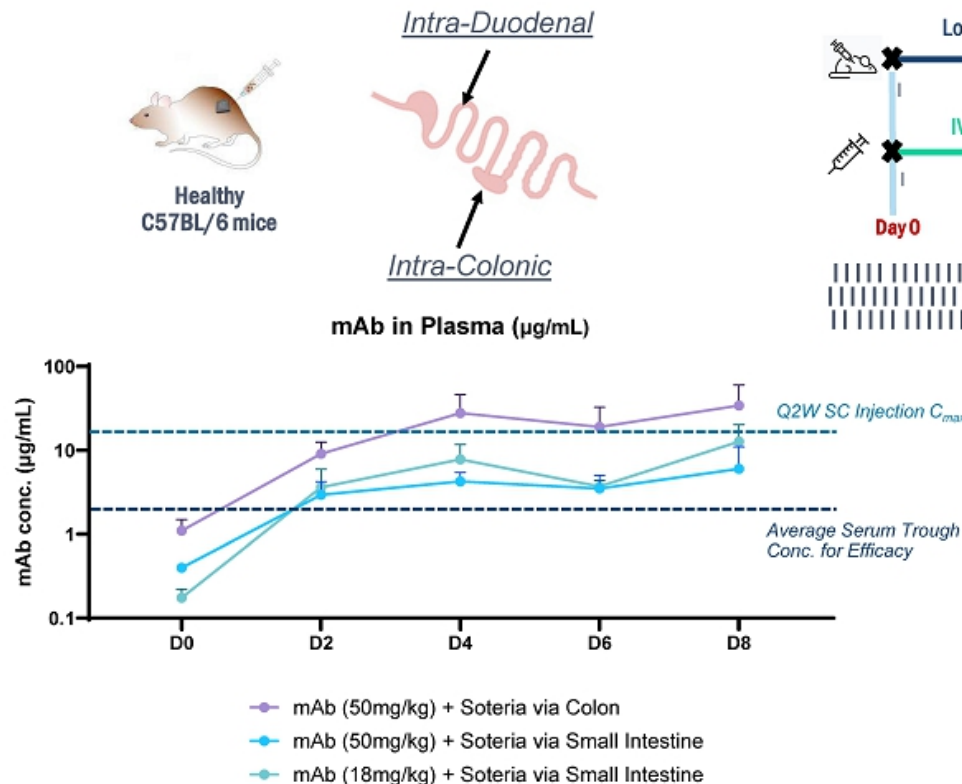 Intra-Duodenal
Lo
IV
Healthy
C57BL/6 mice
Day 0
Intra-Colonic
mAb in Plasma (µg/mL)
mAb conc. (µg/mL)
100
10
1
0.1
Q2W SC Injection Cmax
Average Serum Trough
Conc. for Efficacy
D0 D2 D4 D6 D8
mAb (50mg/kg) + Soteria via Colon
mAb (50mg/kg) + Soteria via Small Intestine
mAb (18mg/kg) + Soteria via Small Intestine